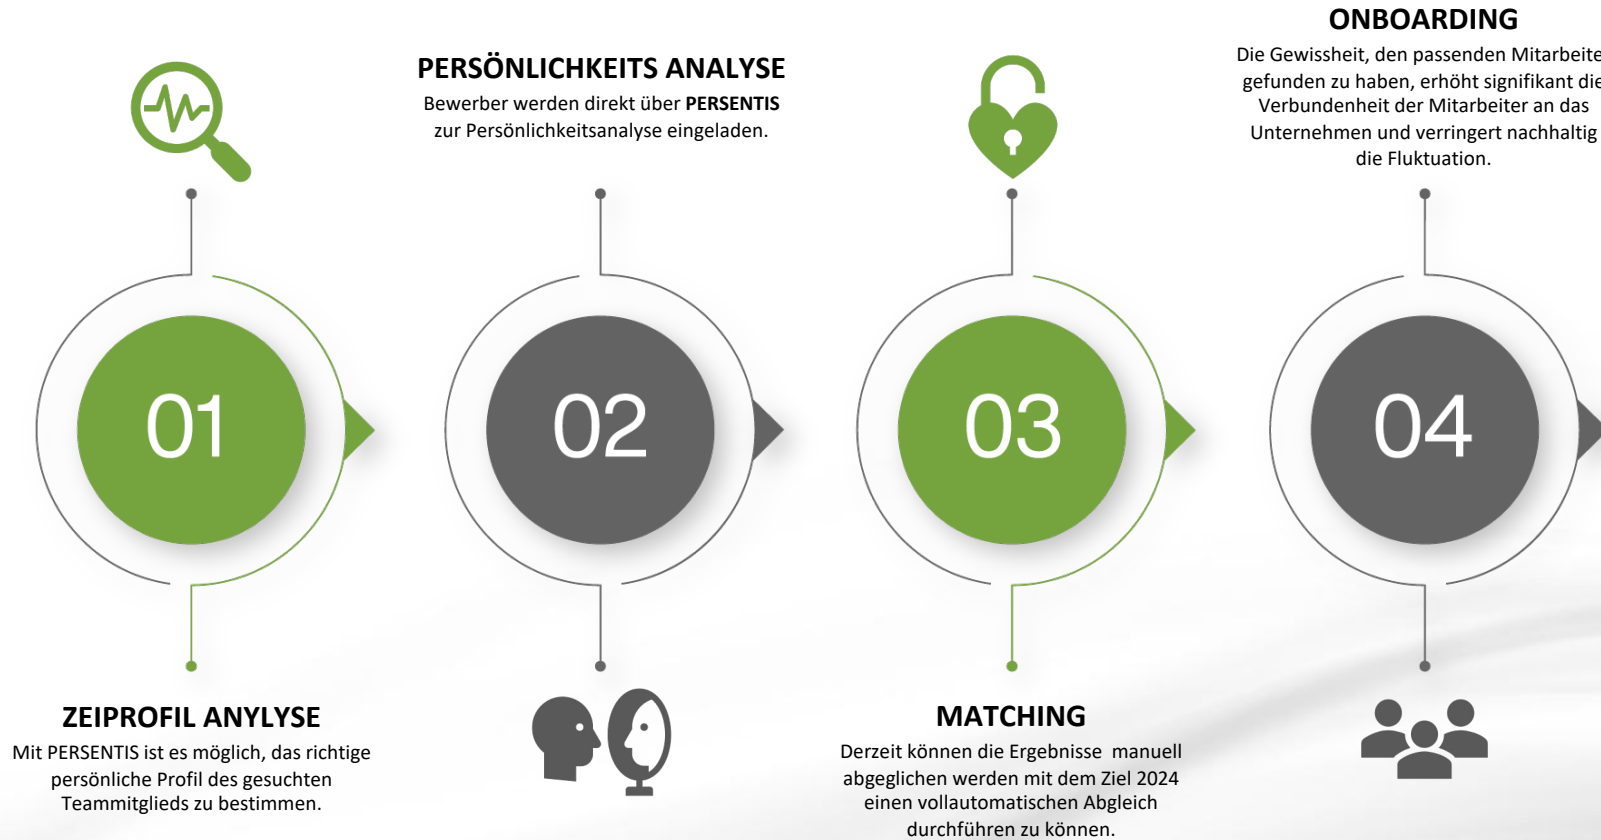 01
ZEIPROFIL ANYLYSE
Mit PERSENTIS ist es möglich, das richtige
persönliche Profil des gesuchten
Teammitglieds zu bestimmen.
PERSÖNLICHKEITS ANALYSE
Bewerber werden direkt über PERSENTIS
zur Persönlichkeitsanalyse eingeladen.
02
03
MATCHING
Derzeit können die Ergebnisse manuell
abgeglichen werden mit dem Ziel 2024
einen vollautomatischen Abgleich
durchführen zu können.
ONBOARDING
Die Gewissheit, den passenden Mitarbeite
gefunden zu haben, erhöht signifikant die
Verbundenheit der Mitarbeiter an das
Unternehmen und verringert nachhaltig
die Fluktuation.
04